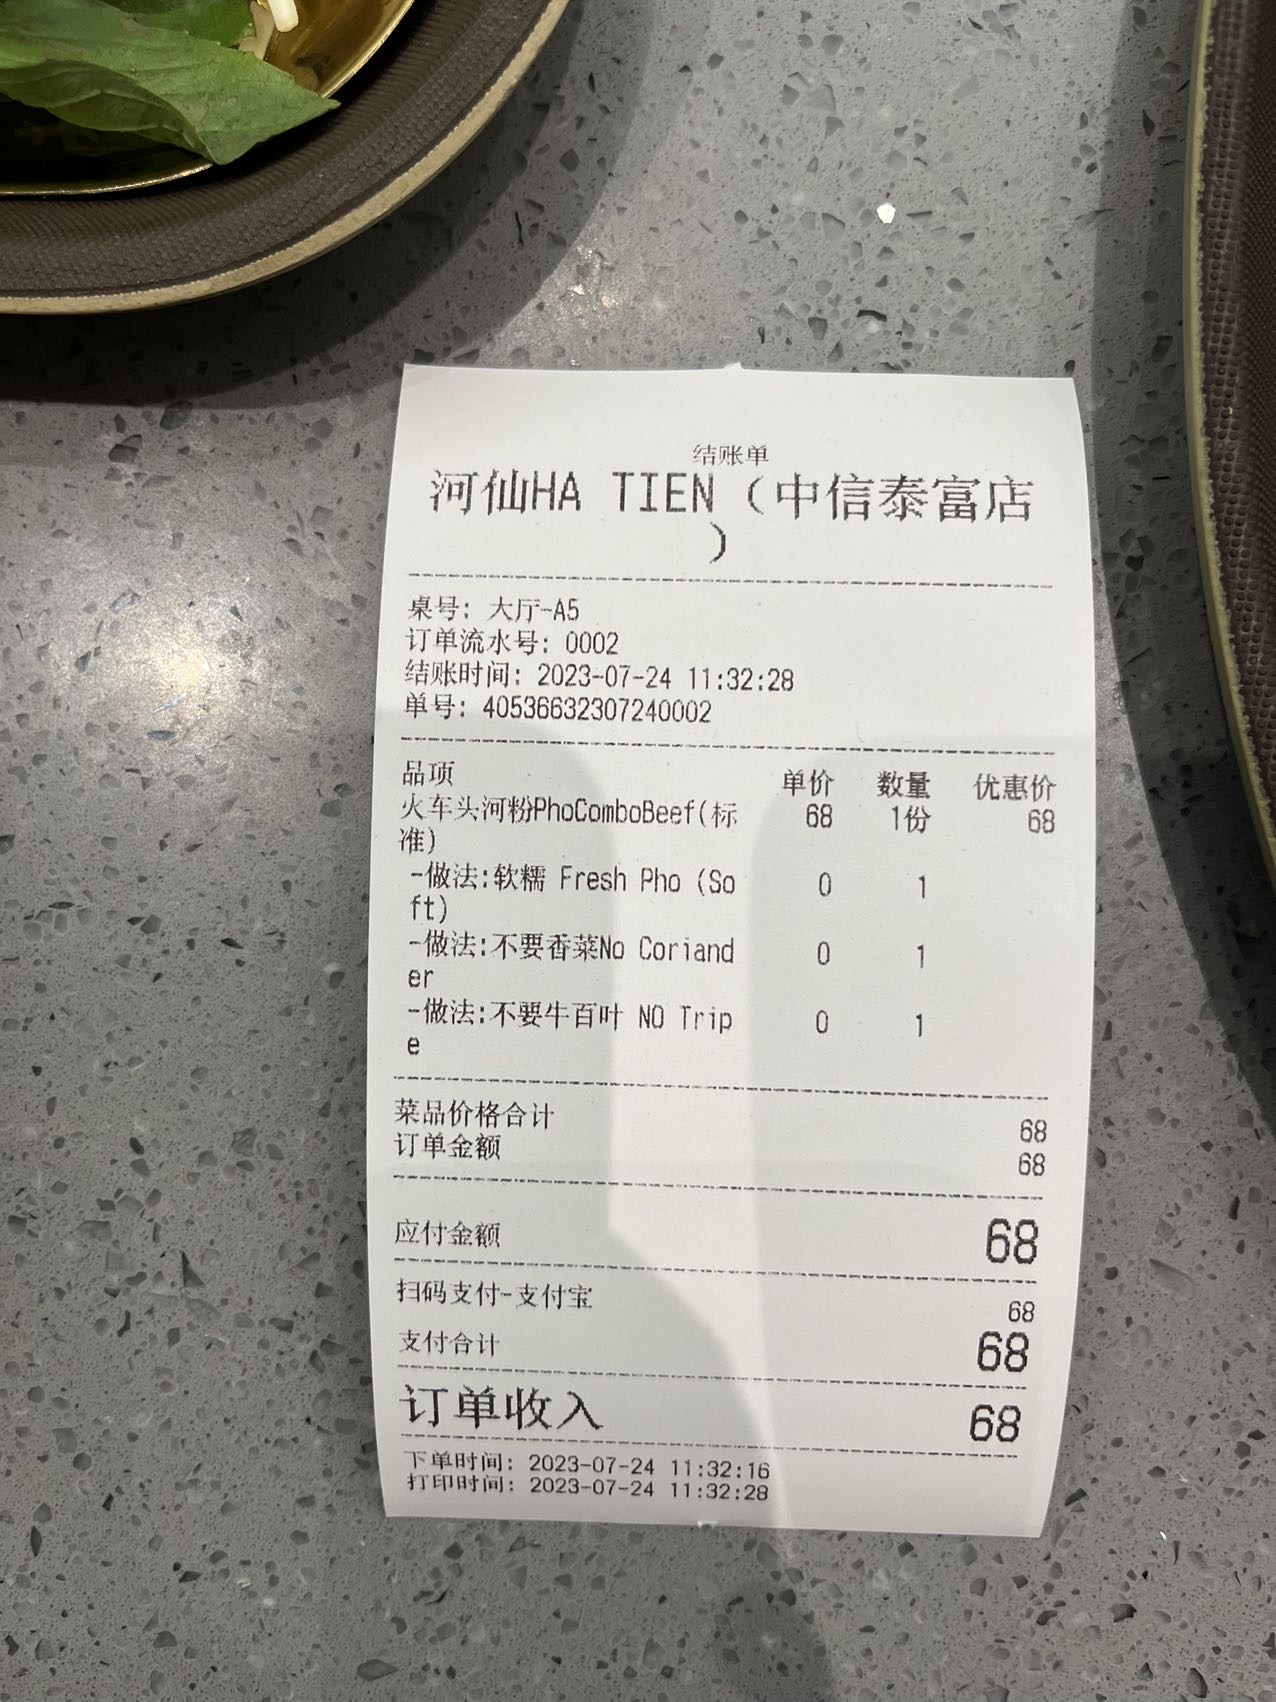 结账单
河仙HA TIEN（中信泰富店
）
桌号: 大厅-A5
订单流水号: 0002
结账时间: 2023-07-24 11:32:28
单号: 40536632307240002
品项 单价 数量 优惠价
火车头河粉PhoComboBeef(标 68 1份 68
准)
-做法:软糯 Fresh Pho (So 0 1
ft)
-做法:不要香菜No Coriand 0 1
er
-做法:不要牛百叶 NO Trip 0 1
e
菜品价格合计 68
订单金额 68
应付金额 68
扫码支付-支付宝 68
支付合计 68
订单收入 68
下单时间: 2023-07-24 11:32:16
打印时间: 2023-07-24 11:32:28